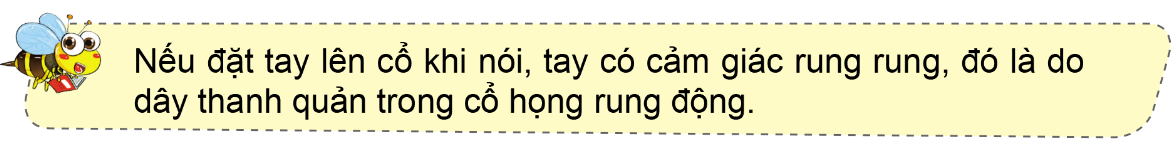 Nếu đặt tay lên cổ khi nói, tay có cảm giác rung rung, đó là do
dây thanh quản trong cổ họng rung động.